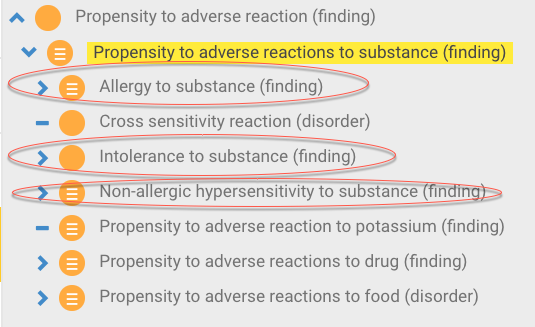 Propensity to adverse reaction (finding)
Propensity to adverse reactions to substance (finding)
Allergy to substance (finding)
Cross sensitivity reaction (disorder)
Intolerance to substance (finding)
Non-allergic hypersensitivity to substance (finding)
Propensity to adverse reaction to potassium (finding)
Propensity to adverse reactions to drug (finding)
Propensity to adverse reactions to food (disorder)